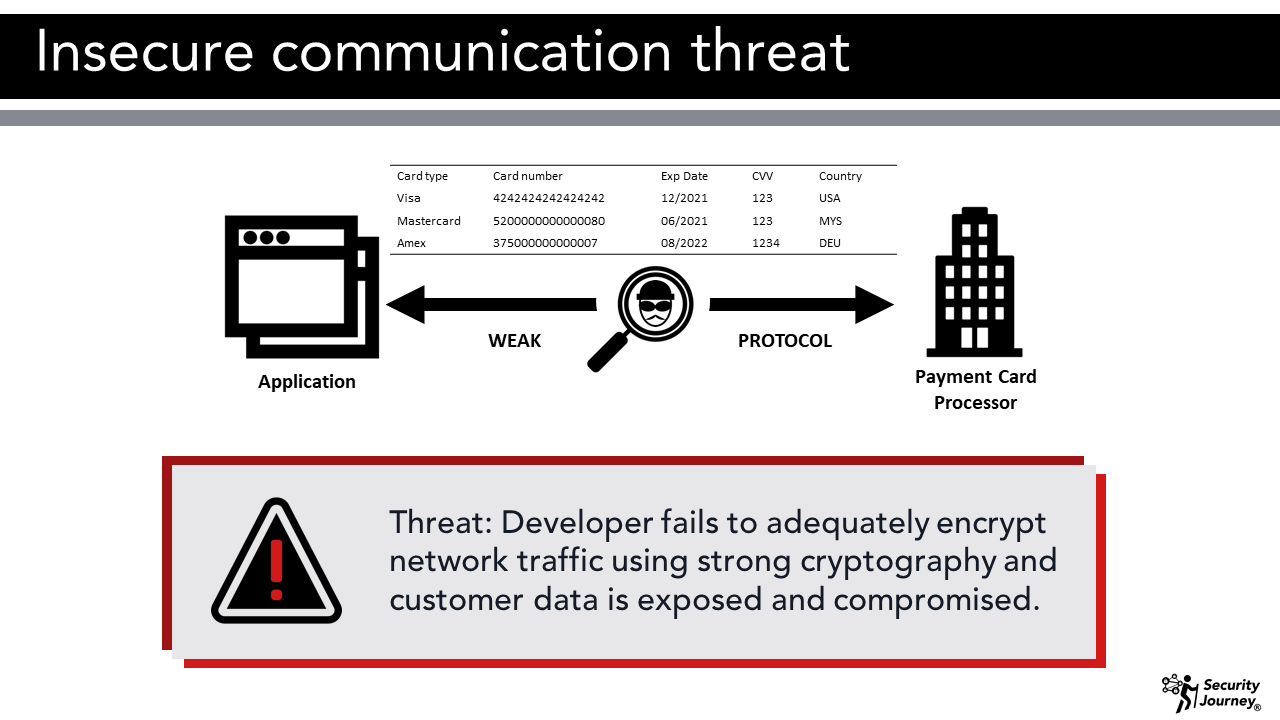 Insecure communication threat
Card type Card number Exp Date CVV Country
Visa 4242424242424242 12/2021 123 USA
Mastercard 5200000000000080 06/2021 123 MYS
Amex 375000000000007 08/2022 1234 DEU
WEAK PROTOCOL
Application
Payment Card
Processor
Threat: Developer fails to adequately encrypt
network traffic using strong cryptography and
customer data is exposed and compromised.
Security
Journey®